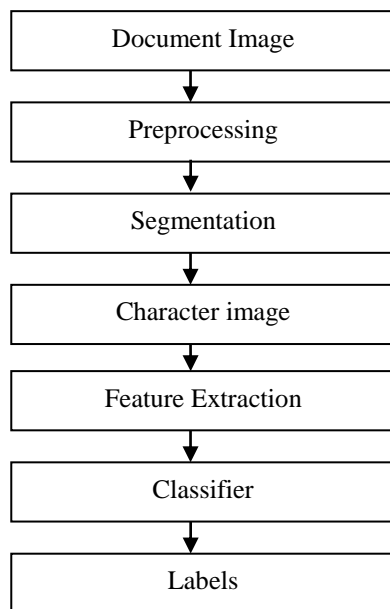 Document Image
Preprocessing
Segmentation
Character image
Feature Extraction
Classifier
Labels